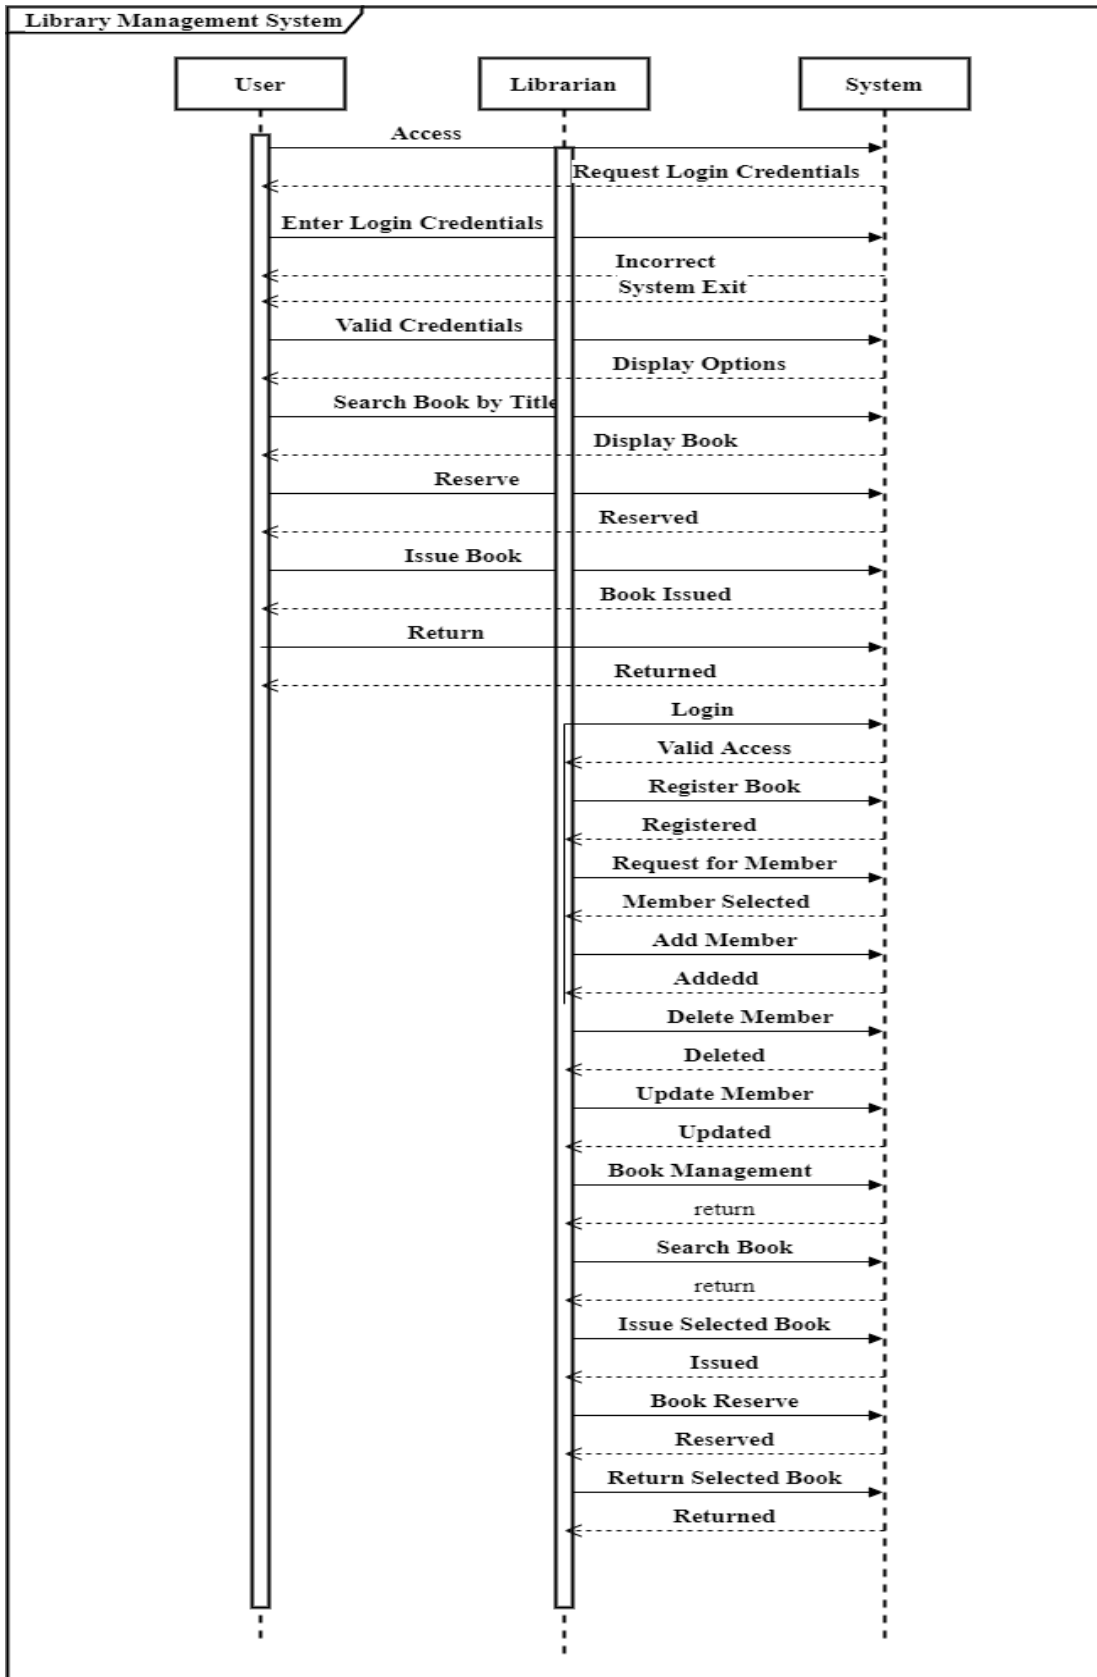 Library Management System
User
Librarian
System
Access
Request Login Credentials
Enter Login Credentials
Incorrect
System Exit
Valid Credentials
Display Options
Search Book by Title
Display Book
Reserve
Reserved
Issue Book
Book Issued
Return
Returned
Login
Valid Access
Register Book
Registered
Request for Member
Member Selected
Add Member
Addedd
Delete Member
Deleted
Update Member
Updated
Book Management
return
Search Book
return
Issue Selected Book
Issued
Book Reserve
Reserved
Return Selected Book
Returned